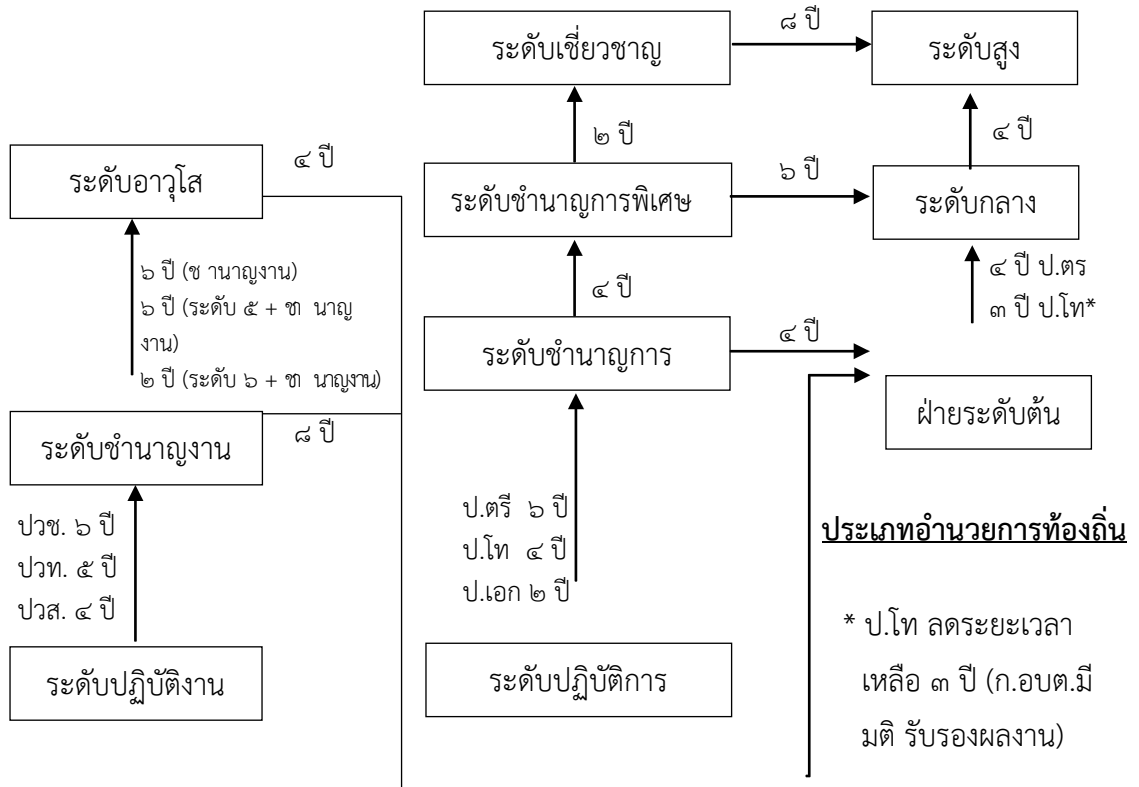 ระดับเชี่ยวชาญ
๘ ปี
ระดับสูง
๒ ปี
๔ ปี
ระดับอาวุโส
๔ ปี
ระดับชำนาญการพิเศษ
๖ ปี
ระดับกลาง
๖ ปี (ช านาญงาน)
๖ ปี (ระดับ ๕ + ชำ นาญ
งาน)
๒ ปี (ระดับ ๖ + ชำ นาญงาน)
๔ ปี
๔ ปี ป.ตร
๓ ปี ป.โท*
ระดับชำนาญการ
๔ ปี
ฝ่ายระดับต้น
ระดับชำนาญงาน
๘ ปี
ปวช. ๖ ปี
ปวท. ๕ ปี
ปวส. ๔ ปี
ป.ตรี ๖ ปี
ป.โท ๔ ปี
ป.เอก ๒ ปี
ประเภทอำนวยการท้องถิ่น
ระดับปฏิบัติงาน
ระดับปฏิบัติการ
* ป.โท ลดระยะเวลา
เหลือ ๓ ปี (ก.อบต.มี
มติ รับรองผลงาน)